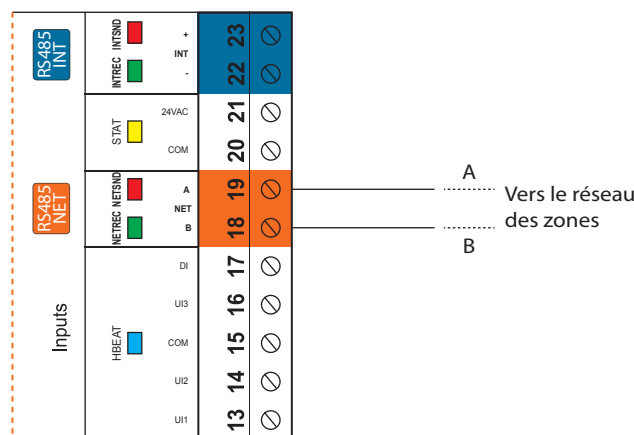 RS485
INT
INTREC INTSND
+
INT
-
23
22
STAT
24VAC
COM
21
20
RS485
NET
NETREC NETSND
A
NET
B
19
18
A
B
Vers le réseau
des zones
Inputs
HBEAT
DI
UI3
COM
UI2
UI1
17
16
15
14
13